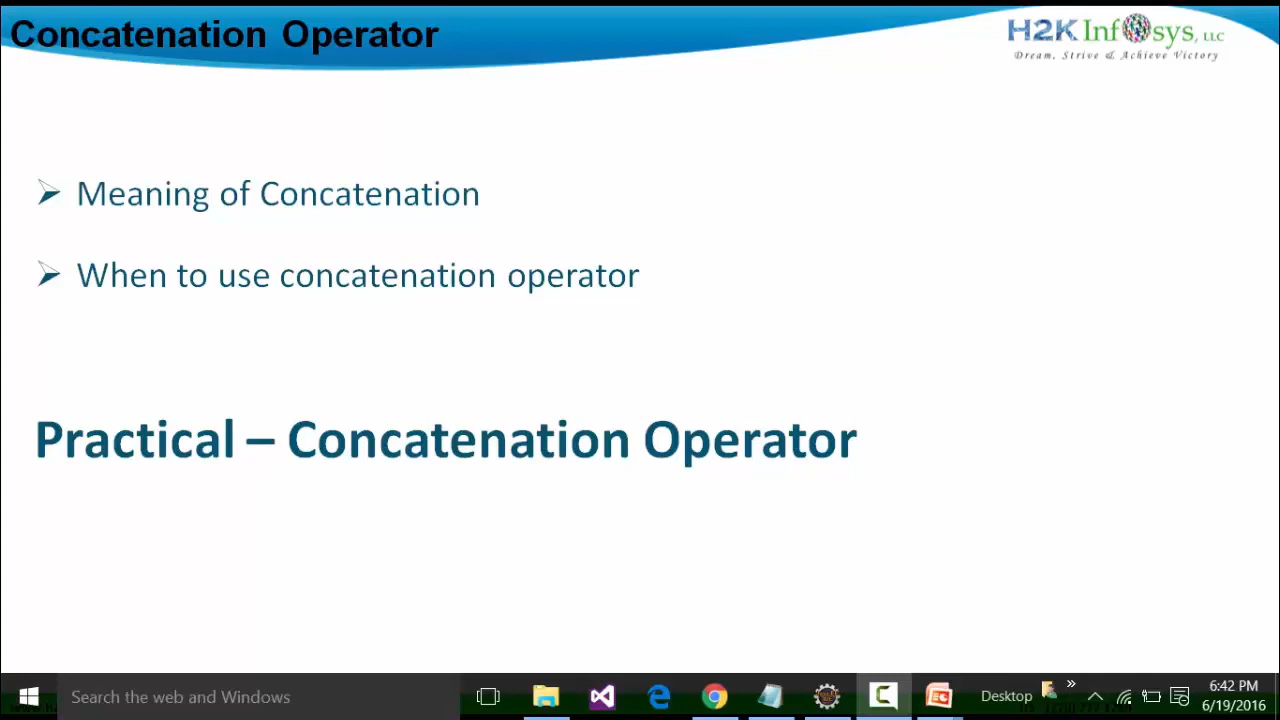 Concatenation Operator
H2K Infosys, LLC
Dream, Strive & Achieve Victory
Meaning of Concatenation
When to use concatenation operator
Practical – Concatenation Operator
Search the web and Windows
Desktop
6:42 PM
6/19/2016